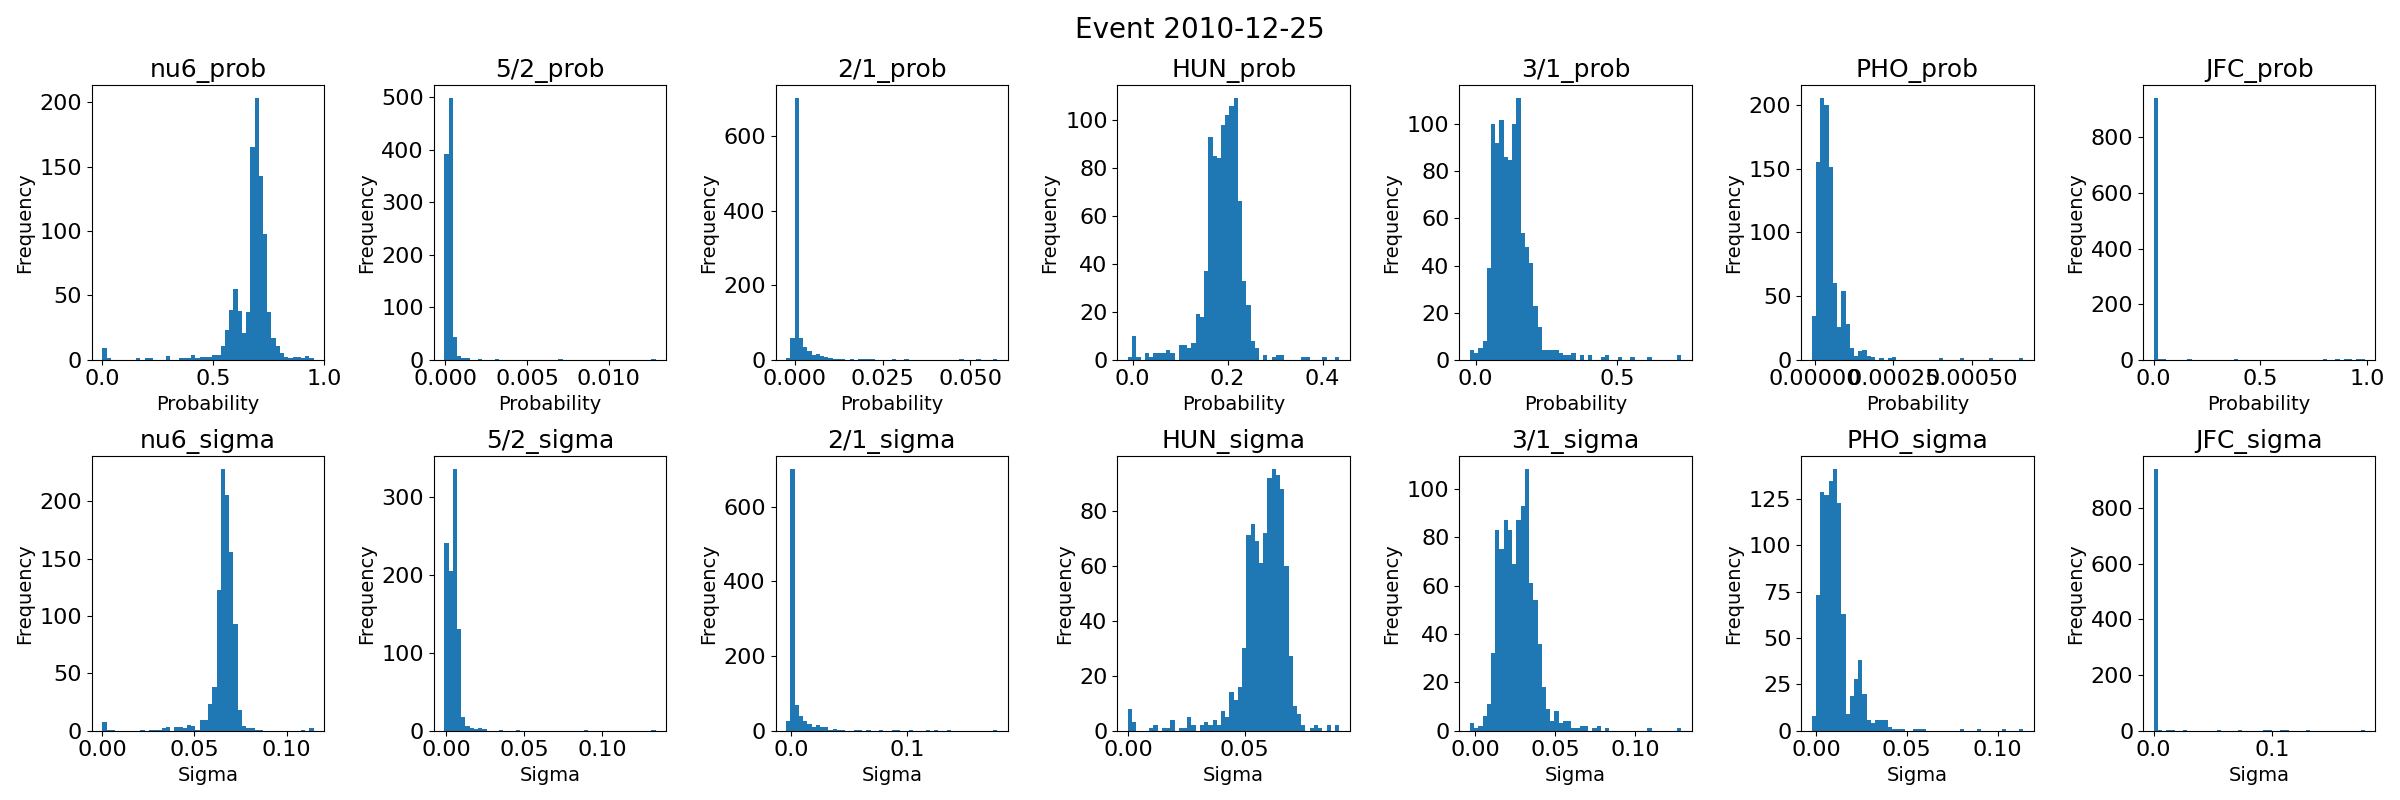 Event 2010-12-25
nu6_prob 5/2_prob 2/1_prob HUN_prob 3/1_prob PHO_prob JFC_prob
Frequency 0 50 100 150 200 0.0 0.5 1.0 Probability
Frequency 0 100 200 300 400 500 0.000 0.005 0.010 Probability
Frequency 0 200 400 600 0.000 0.025 0.050 Probability
Frequency 0 20 40 60 80 100 0.0 0.2 0.4 Probability
Frequency 0 20 40 60 80 100 0.0 0.5 Probability
Frequency 0 50 100 150 200 0.00000 0.00025 0.00050 Probability
Frequency 0 200 400 600 800 0.0 0.5 1.0 Probability
nu6_sigma 5/2_sigma 2/1_sigma HUN_sigma 3/1_sigma PHO_sigma JFC_sigma
Frequency 0 50 100 150 200 0.00 0.05 0.10 Sigma
Frequency 0 100 200 300 0.00 0.05 0.10 Sigma
Frequency 0 200 400 600 0.0 0.1 Sigma
Frequency 0 20 40 60 80 0.00 0.05 Sigma
Frequency 0 20 40 60 80 100 0.00 0.05 0.10 Sigma
Frequency 0 25 50 75 100 125 0.00 0.05 0.10 Sigma
Frequency 0 200 400 600 800 0.0 0.1 Sigma